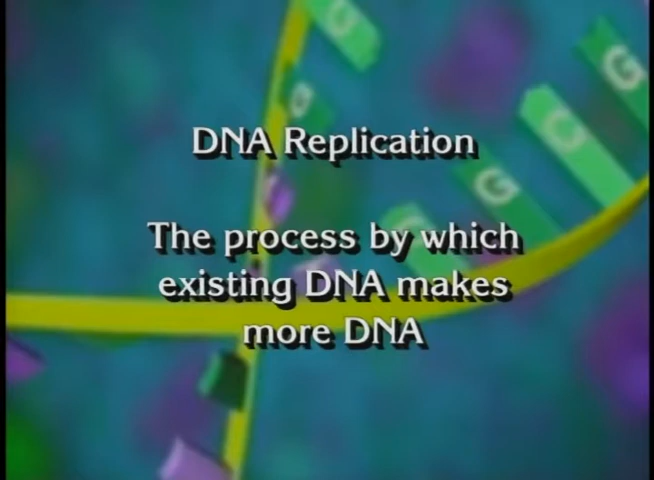 U
G
G
C
G
DNA Replication
The process by which
existing DNA makes
more DNA